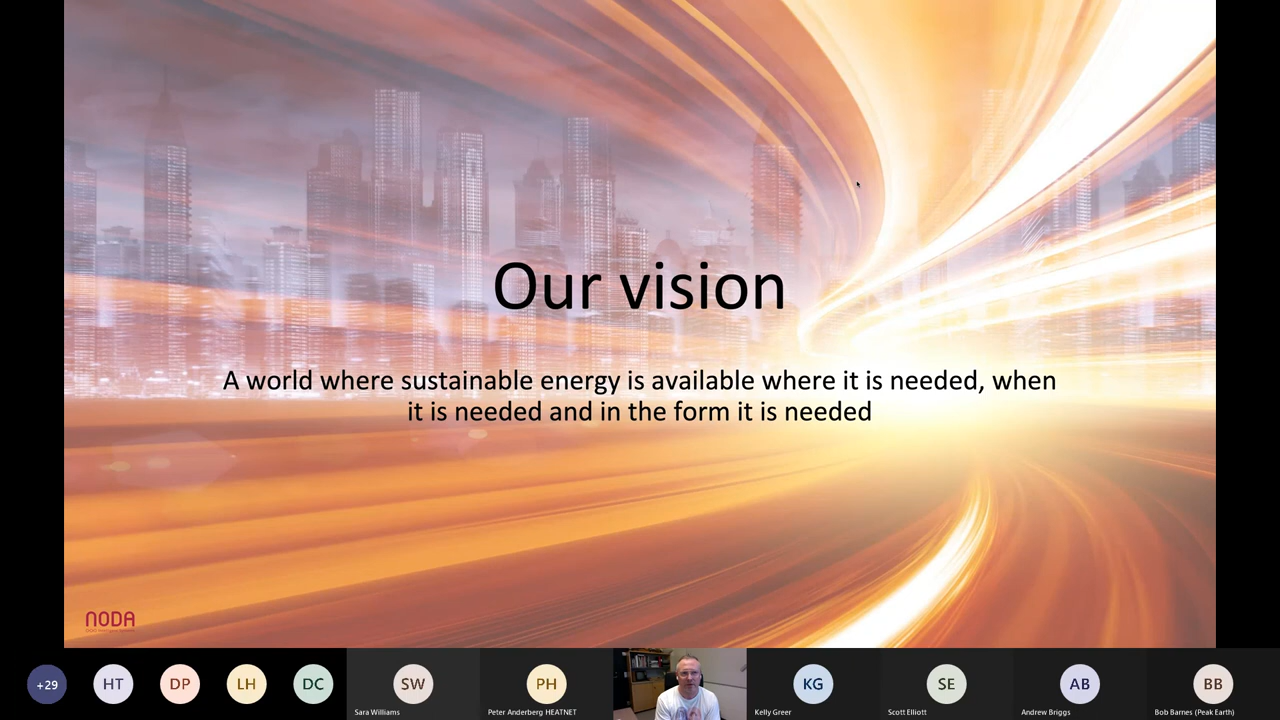 Our vision
A world where sustainable energy is available where it is needed, when
it is needed and in the form it is needed
NODA
+29
HT
DP
LH
DC
SW
Sara Williams
PH
Peter Anderberg HEATNET
KG
Kelly Greer
SE
Scott Elliott
AB
Andrew Briggs
BB
Bob Barnes (Peak Earth)